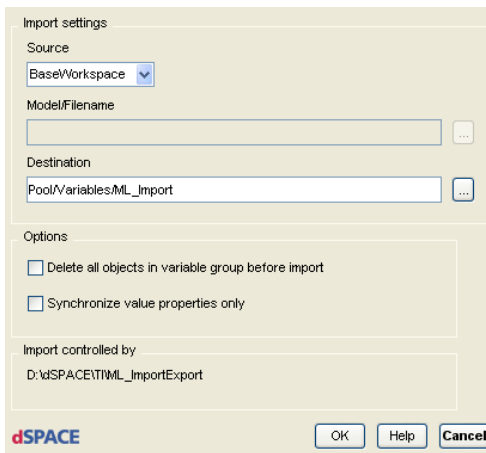 Import settings
Source
BaseWorkspace
Model/Filename
...
Destination
Pool/Variables/ML_Import
...
Options
Delete all objects in variable group before import
Synchronize value properties only
Import controlled by
D:\dSPACE\TI\ML_ImportExport
dSPACE
OK
Help
Cancel